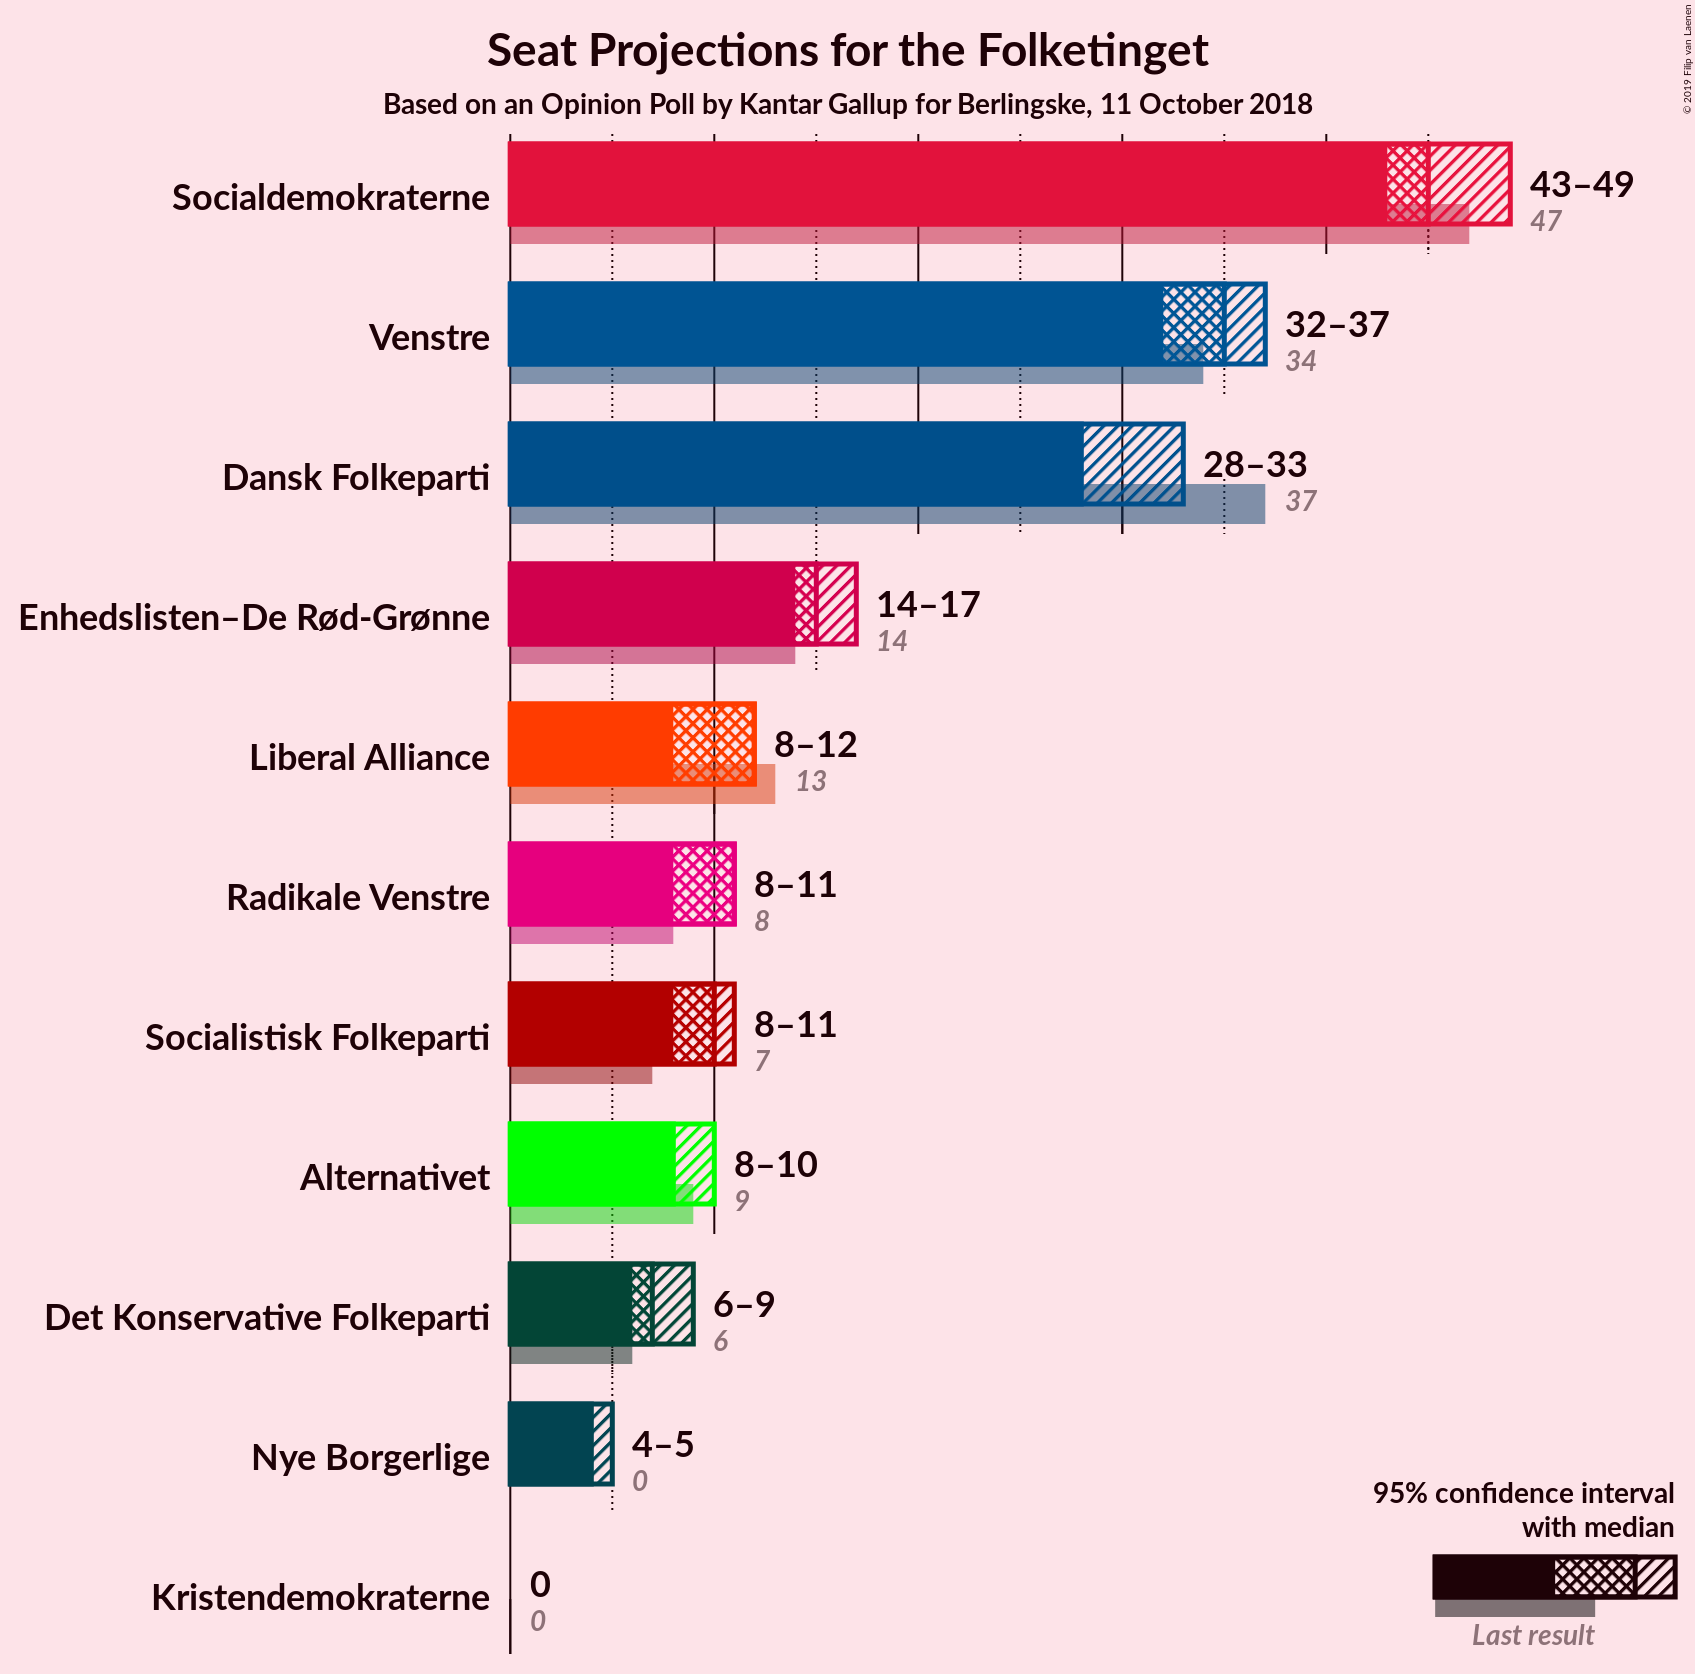 Seat Projections for the Folketinget
Based on an Opinion Poll by Kantar Gallup for Berlingske, 11 October 2018
© 2019 Filip van Laenen
Socialdemokraterne
43–49
47
Venstre
32–37
34
Dansk Folkeparti
28–33
37
Enhedslisten–De Rød-Grønne
14–17
14
Liberal Alliance
8–12
13
Radikale Venstre
8–11
8
Socialistisk Folkeparti
8–11
7
Alternativet
8–10
9
Det Konservative Folkeparti
6–9
6
Nye Borgerlige
4–5
0
Kristendemokraterne
0
0
95% confidence interval
with median
Last result